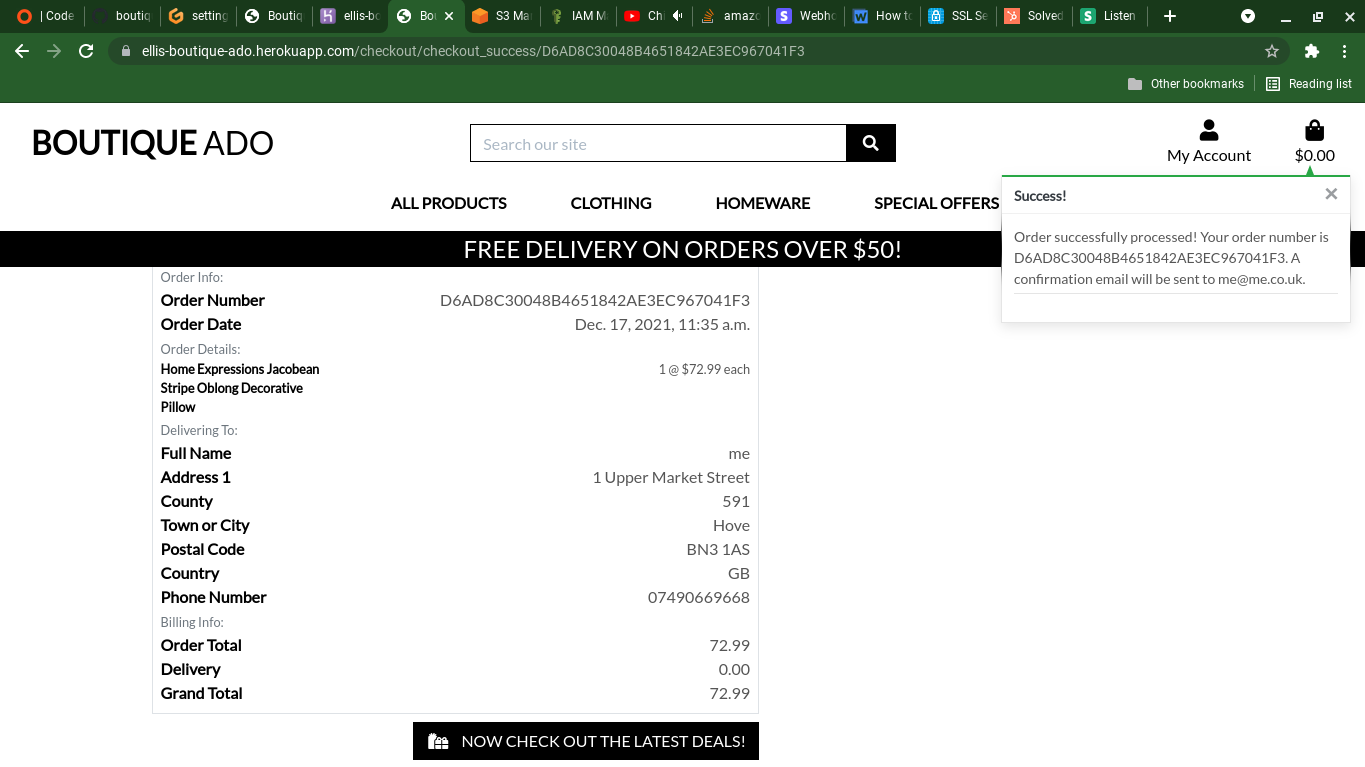 | Code
boutiq
setting
Boutiq
ellis-bo
Bou
S3 Ma
IAM M
Chi
amazo
Webho
How to
SSL Se
Solved
Listen
ellis-boutique-ado.herokuapp.com/checkout/checkout_success/D6AD8C30048B4651842AE3EC967041F3
Other bookmarks
Reading list
BOUTIQUE ADO
Search our site
My Account
$0.00
ALL PRODUCTS
CLOTHING
HOMEWARE
SPECIAL OFFERS
Success!
Order successfully processed! Your order number is
D6AD8C30048B4651842AE3EC967041F3. A
confirmation email will be sent to me@me.co.uk.
FREE DELIVERY ON ORDERS OVER $50!
Order Info:
Order Number D6AD8C30048B4651842AE3EC967041F3
Order Date Dec. 17, 2021, 11:35 a.m.
Order Details:
Home Expressions Jacobean 1 @ $72.99 each
Stripe Oblong Decorative
Pillow
Delivering To:
Full Name me
Address 1 1 Upper Market Street
County 591
Town or City Hove
Postal Code BN3 1AS
Country GB
Phone Number 07490669668
Billing Info:
Order Total 72.99
Delivery 0.00
Grand Total 72.99
NOW CHECK OUT THE LATEST DEALS!